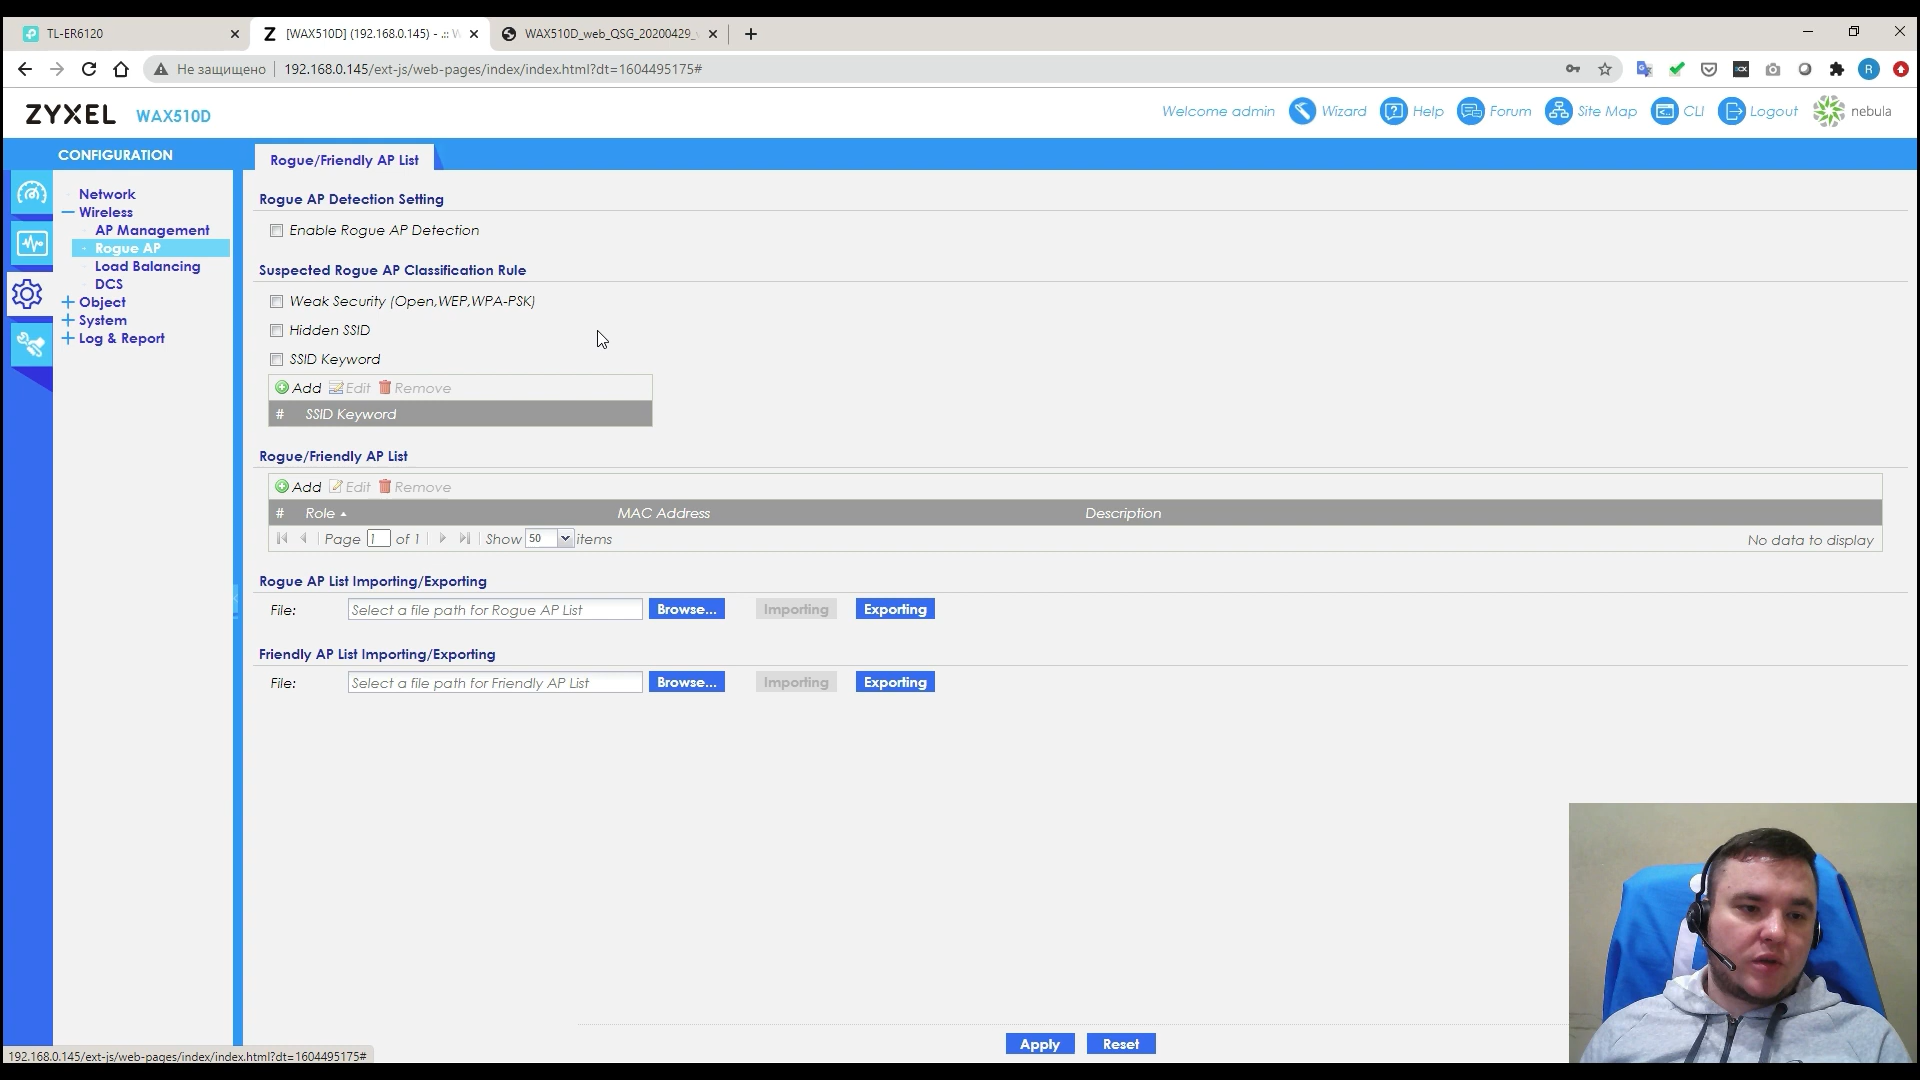 TL-ER6120
[WAX510D] (192.168.0.145) - .:: W
WAX510D_web_QSG_20200429_
Не защищено
192.168.0.145/ext-js/web-pages/index/index.html?dt=1604495175#
R
ZYXEL WAX510D
Welcome admin Wizard Help Forum Site Map CLI Logout nebula
CONFIGURATION
Network
Wireless
AP Management
Rogue AP
Load Balancing
DCS
Object
System
Log & Report
Rogue/Friendly AP List
Rogue AP Detection Setting
Enable Rogue AP Detection
Suspected Rogue AP Classification Rule
Weak Security (Open,WEP,WPA-PSK)
Hidden SSID
SSID Keyword
Add Edit Remove
# SSID Keyword
Rogue/Friendly AP List
Add Edit Remove
# Role MAC Address Description
Page 1 of 1 Show 50 items No data to display
Rogue AP List Importing/Exporting
File: Select a file path for Rogue AP List Browse... Importing Exporting
Friendly AP List Importing/Exporting
File: Select a file path for Friendly AP List Browse... Importing Exporting
Apply Reset
192.168.0.145/ext-js/web-pages/index/index.html?dt=1604495175#